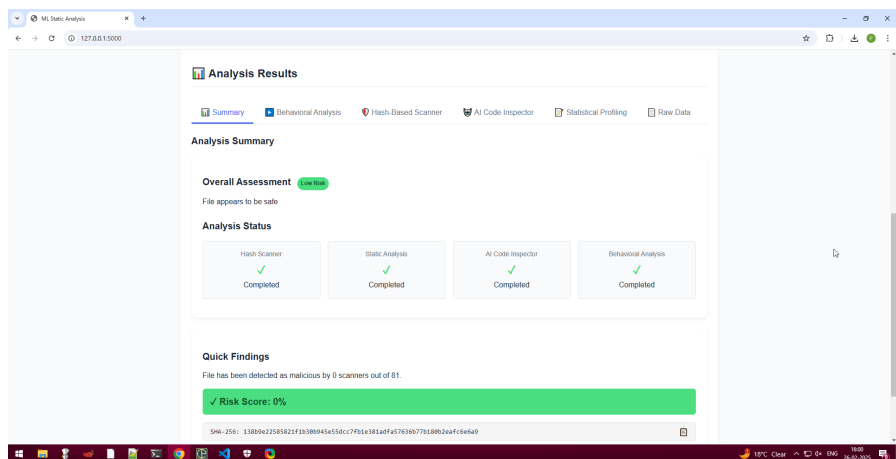 ML Static Analysis
127.0.0.1:5000
Analysis Results
Summary
Behavioral Analysis
Hash-Based Scanner
AI Code Inspector
Statistical Profiling
Raw Data
Analysis Summary
Overall Assessment Low Risk
File appears to be safe
Analysis Status
Hash Scanner
✓
Completed
Static Analysis
✓
Completed
AI Code Inspector
✓
Completed
Behavioral Analysis
✓
Completed
Quick Findings
File has been detected as malicious by 0 scanners out of 81.
✓ Risk Score: 0%
SHA-256: 138b9e22585821f1b30b945e55dcc7fb1e381adfa57636b77b180b2eafc6e6a9
18°C Clear
ENG
16:00
26-02-2025